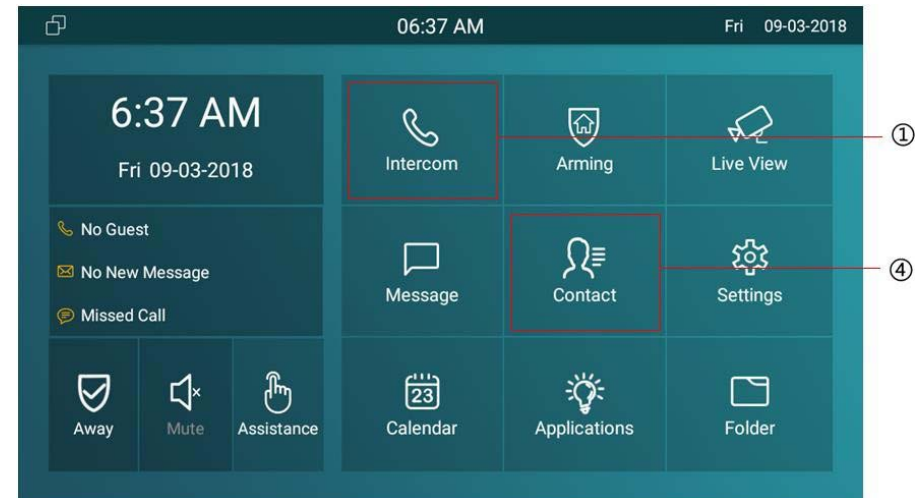 06:37 AM
Fri 09-03-2018
6:37 AM
Fri 09-03-2018
No Guest
No New Message
Missed Call
Away
Mute
Assistance
Intercom
Arming
Live View
①
Message
Contact
Settings
④
23
Calendar
Applications
Folder